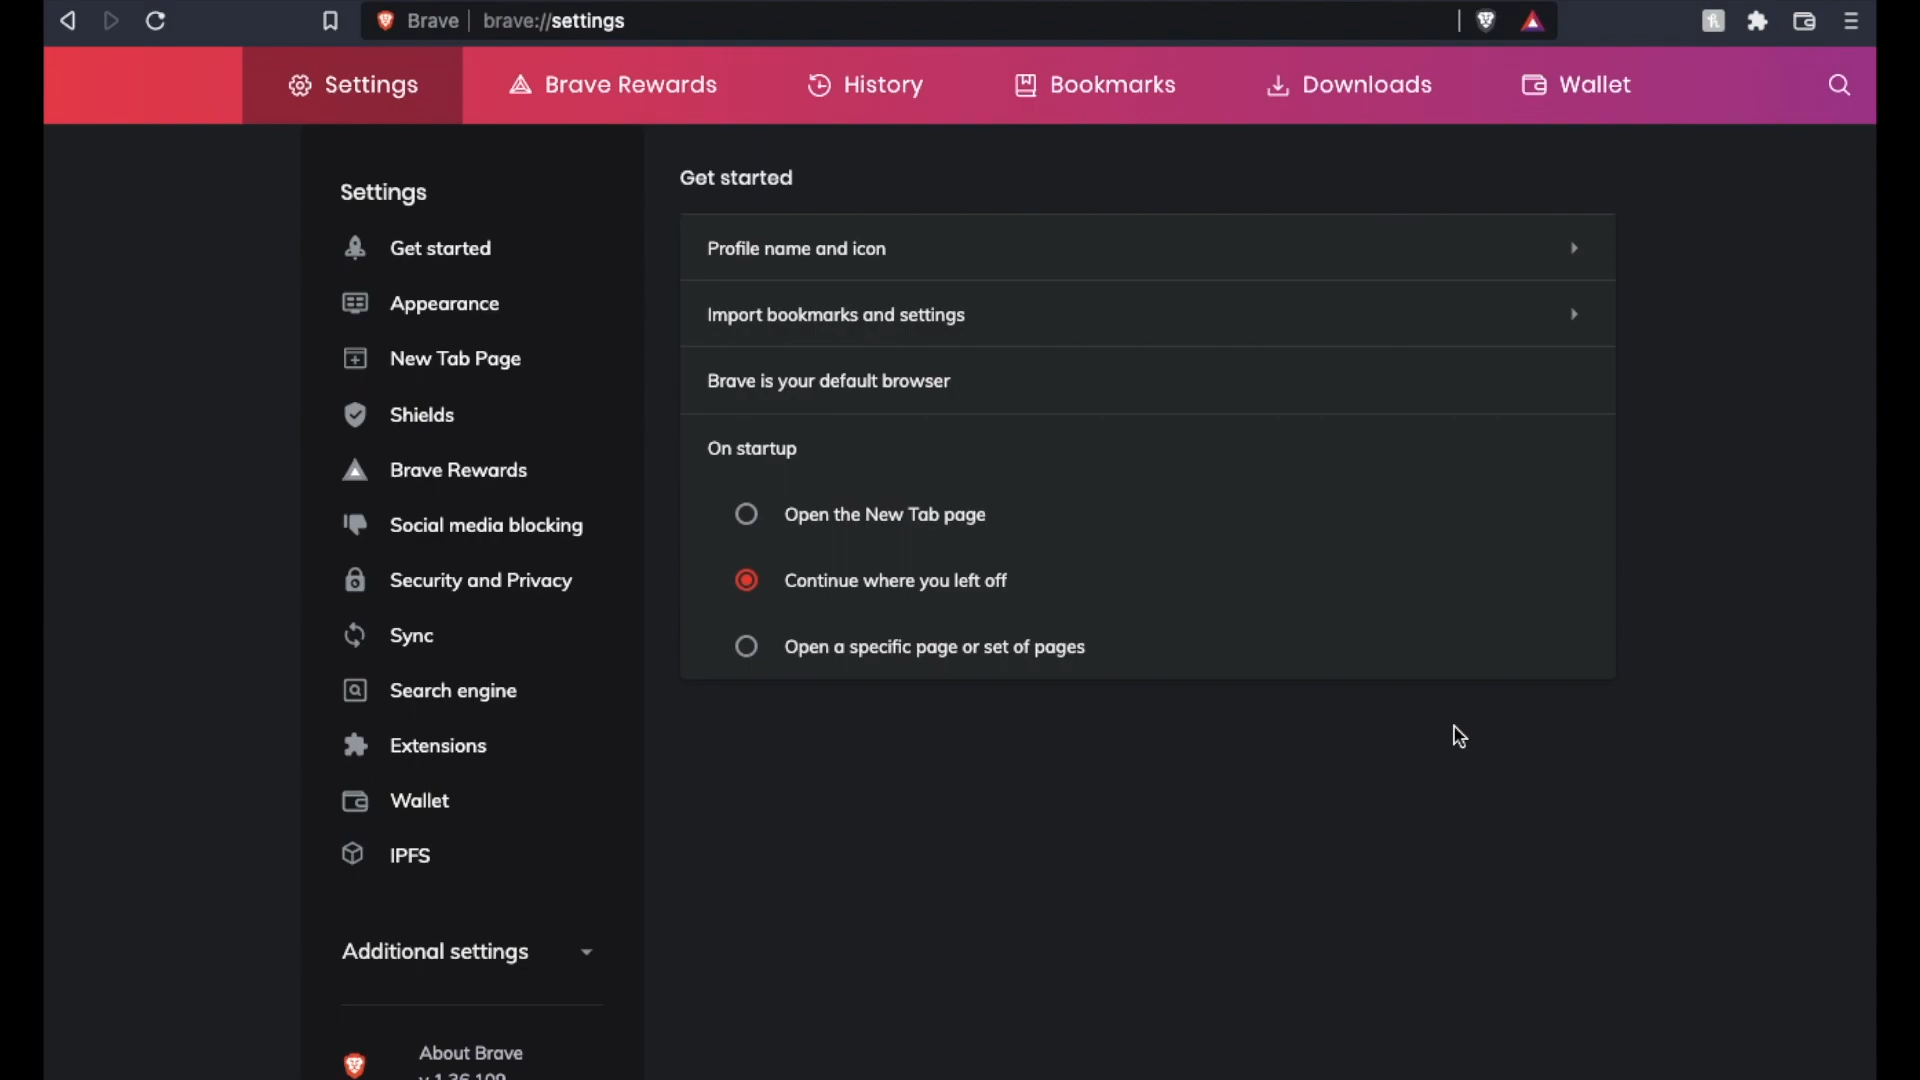 Brave | brave://settings
Settings
Brave Rewards
History
Bookmarks
Downloads
Wallet
Settings
Get started
Appearance
New Tab Page
Shields
Brave Rewards
Social media blocking
Security and Privacy
Sync
Search engine
Extensions
Wallet
IPFS
Additional settings
About Brave
v 1.36.109
Get started
Profile name and icon
Import bookmarks and settings
Brave is your default browser
On startup
Open the New Tab page
Continue where you left off
Open a specific page or set of pages